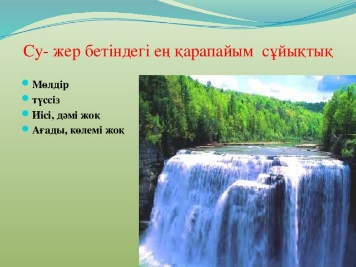 Су- жер бетіндегі ең қарапайым сұйықтық
Мөлдір
түссіз
Иісі, дәмі жоқ
Ағады, көлемі жоқ